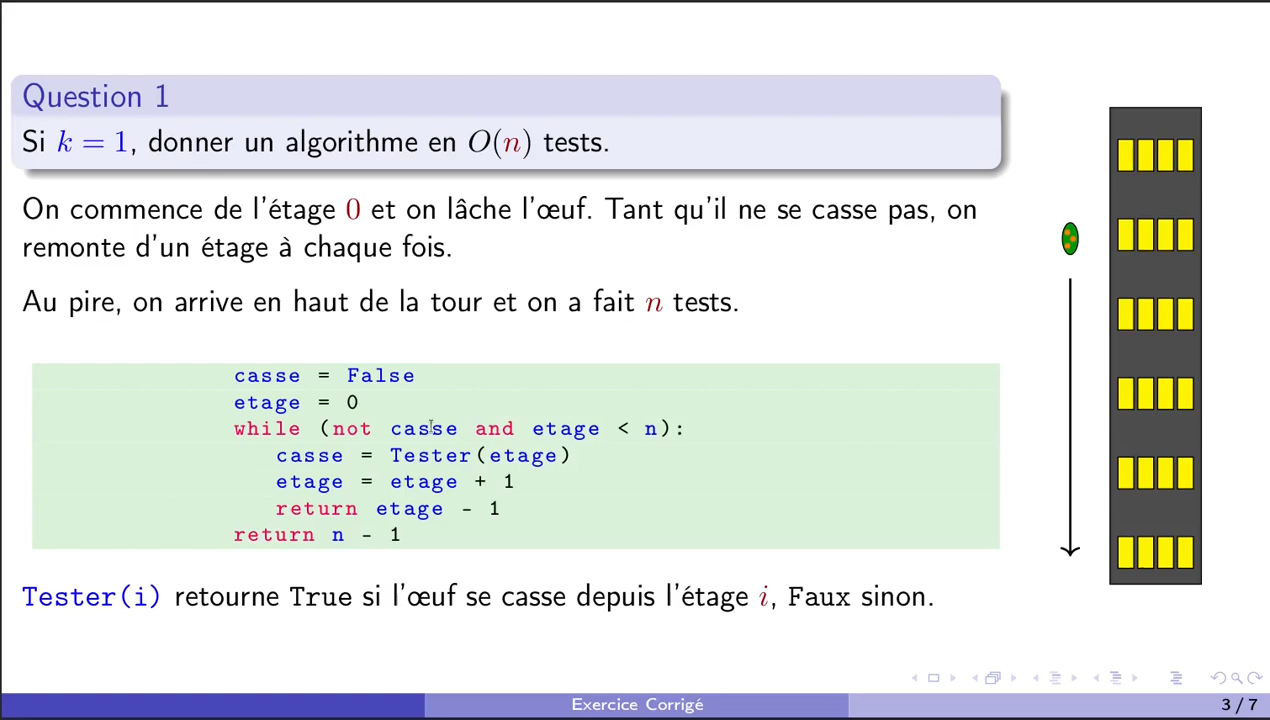 Question 1
Si k = 1, donner un algorithme en O(n) tests.
On commence de l'étage 0 et on lâche l'œuf. Tant qu'il ne se casse pas, on
remonte d'un étage à chaque fois.
Au pire, on arrive en haut de la tour et on a fait n tests.
casse = False
etage = 0
while (not casse and etage < n):
   casse = Tester(etage)
   etage = etage + 1
   return etage - 1
return n - 1
Tester(i) retourne True si l'œuf se casse depuis l'étage i, Faux sinon.
Exercice Corrigé
3 / 7